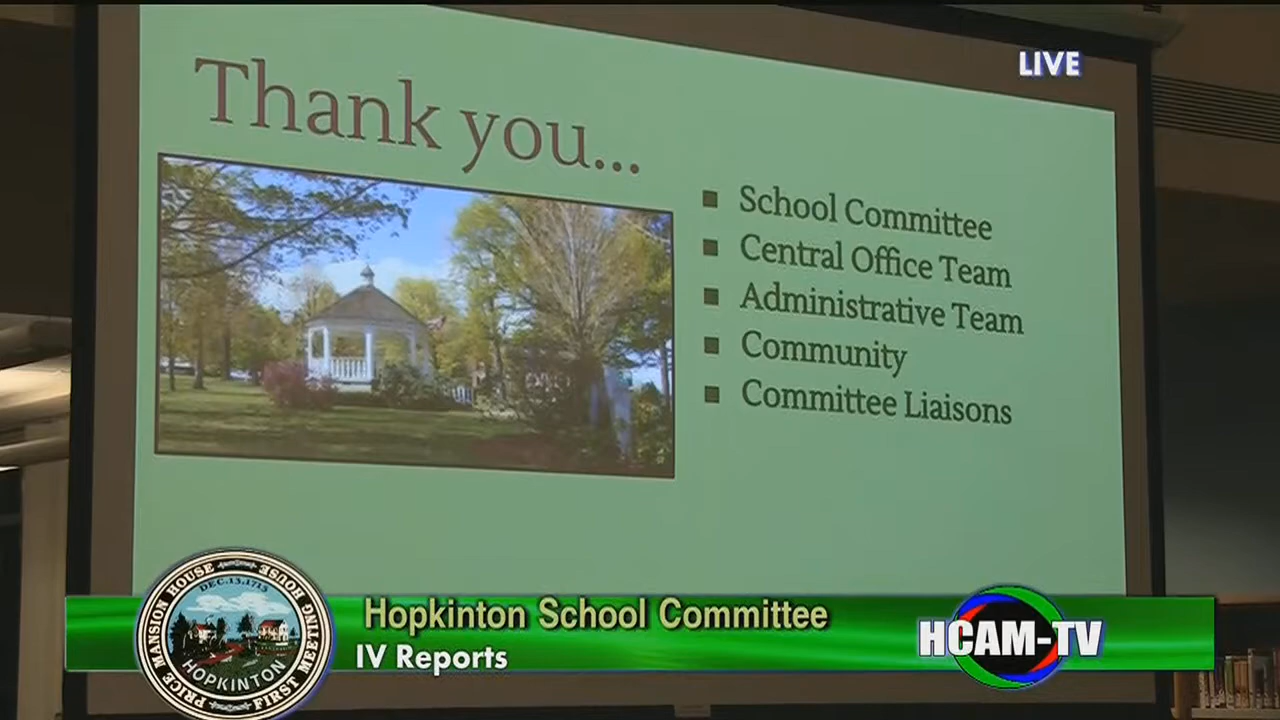 LIVE
Thank you...
School Committee
Central Office Team
Administrative Team
Community
Committee Liaisons
Hopkinton School Committee
IV Reports
HCAM-TV
PRICE MANSION HOUSE
FIRST MEETING HOUSE
DEC. 13, 1715
HOPKINTON